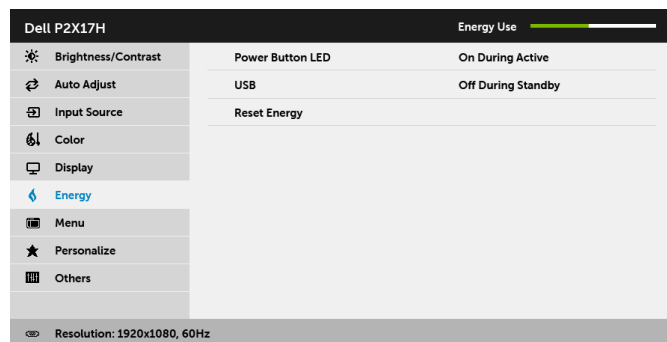 Dell P2X17H Energy Use
Brightness/Contrast Power Button LED On During Active
Auto Adjust USB Off During Standby
Input Source Reset Energy
Color
Display
Energy
Menu
Personalize
Others
Resolution: 1920x1080, 60Hz